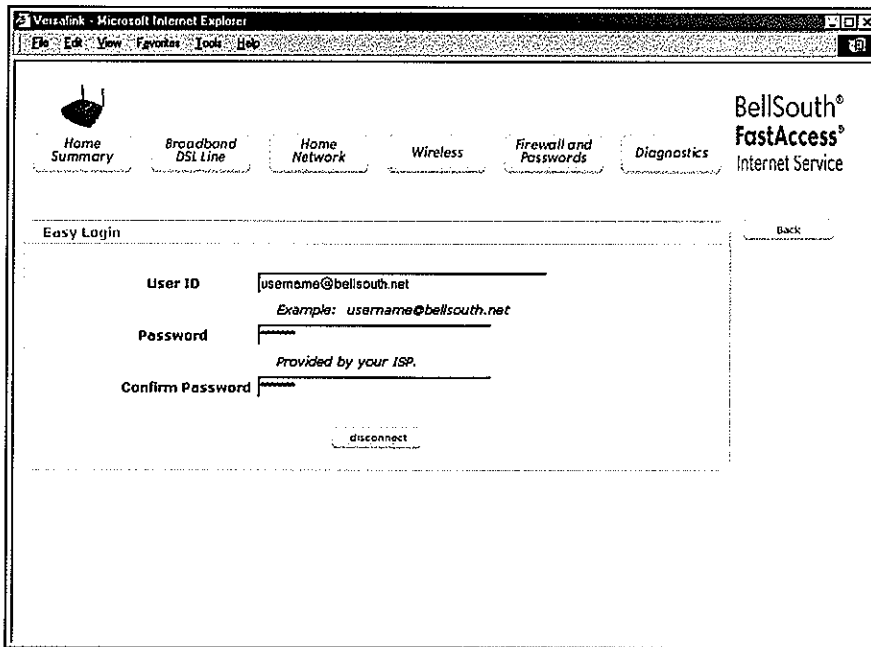 Versalink - Microsoft Internet Explorer
File Edit View Favorites Tools Help
BellSouth®
FastAccess®
Internet Service
Home Summary
Broadband DSL Line
Home Network
Wireless
Firewall and Passwords
Diagnostics
Easy Login
Back
User ID username@bellsouth.net
Example: username@bellsouth.net
Password *******
Provided by your ISP.
Confirm Password *******
disconnect